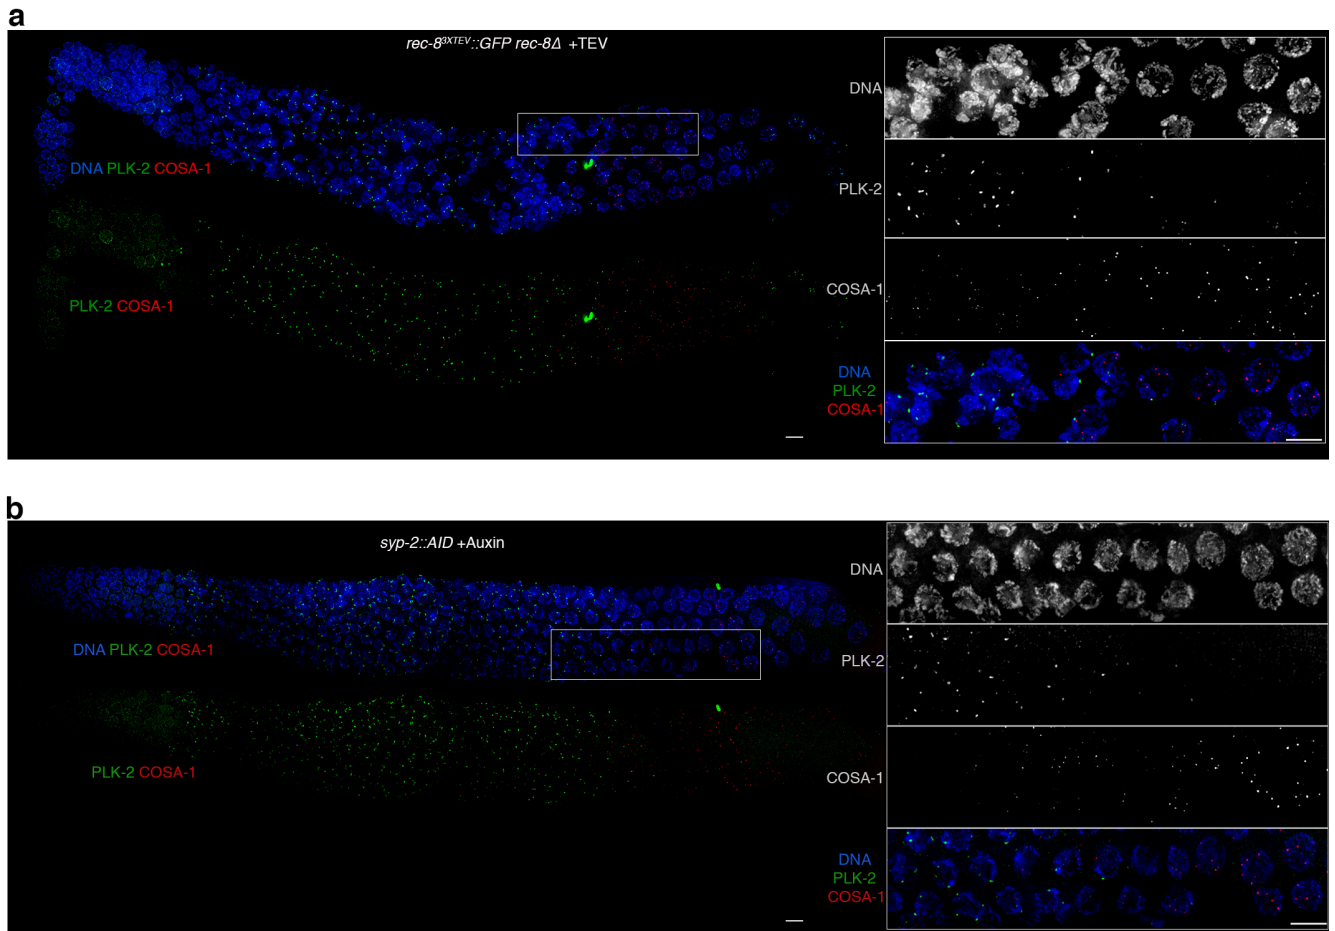 a
rec-8³ˣᵀᴱⱽ::GFP rec-8Δ +TEV
DNA PLK-2 COSA-1
PLK-2 COSA-1
DNA
PLK-2
COSA-1
DNA
PLK-2
COSA-1
b
syp-2::AID +Auxin
DNA PLK-2 COSA-1
PLK-2 COSA-1
DNA
PLK-2
COSA-1
DNA
PLK-2
COSA-1